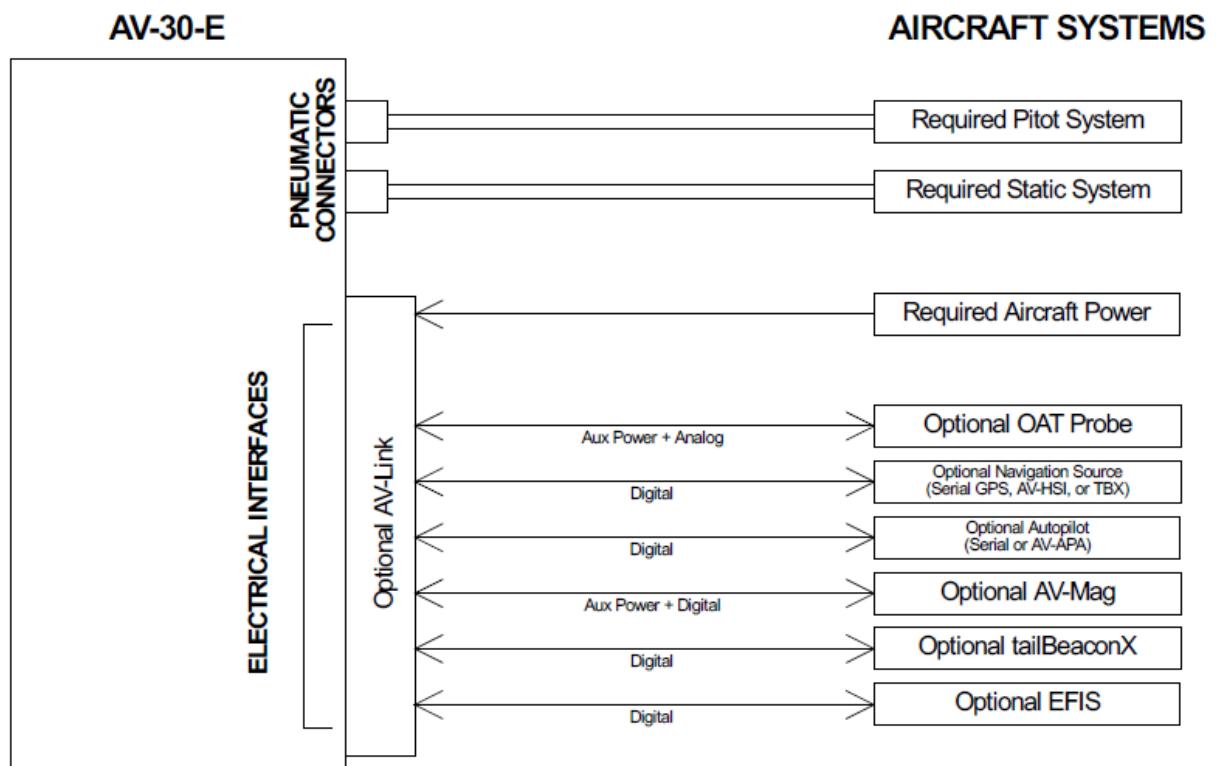 AV-30-E
AIRCRAFT SYSTEMS
PNEUMATIC
CONNECTORS
Required Pitot System
Required Static System
Required Aircraft Power
ELECTRICAL INTERFACES
Optional AV-Link
Aux Power + Analog
Optional OAT Probe
Digital
Optional Navigation Source
(Serial GPS, AV-HSI, or TBX)
Digital
Optional Autopilot
(Serial or AV-APA)
Aux Power + Digital
Optional AV-Mag
Digital
Optional tailBeaconX
Digital
Optional EFIS